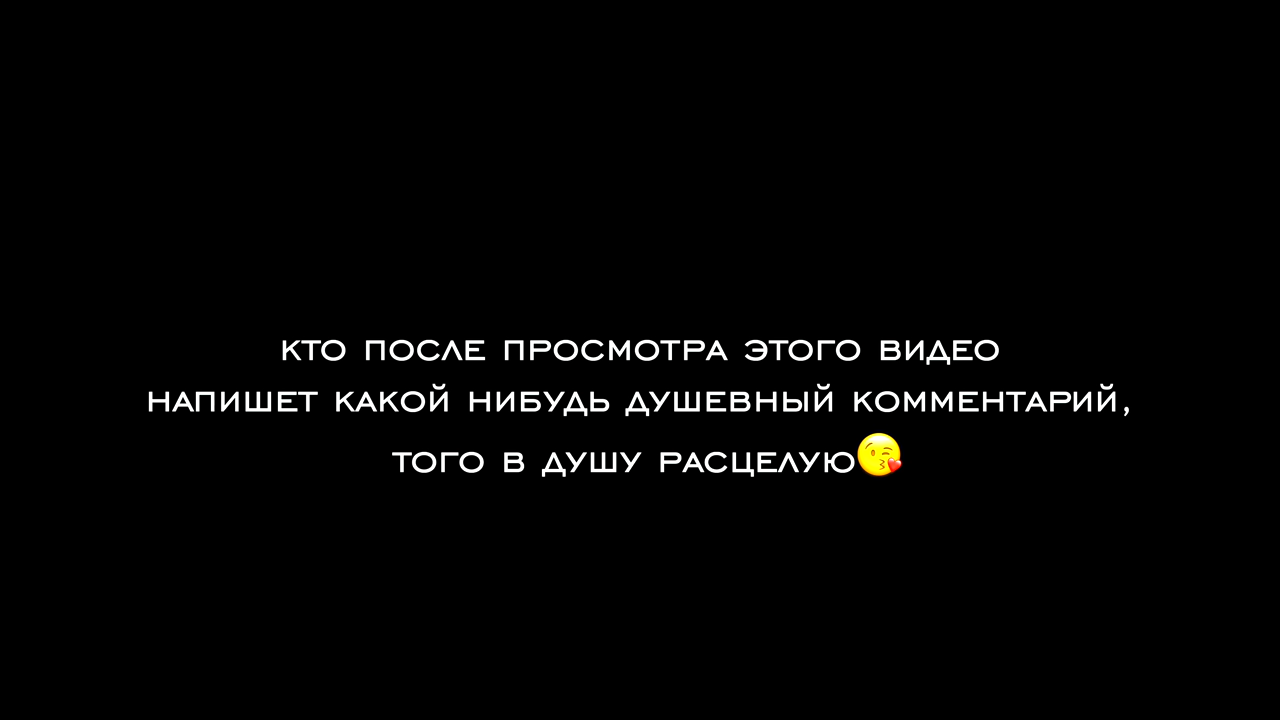 КТО ПОСЛЕ ПРОСМОТРА ЭТОГО ВИДЕО
НАПИШЕТ КАКОЙ НИБУДЬ ДУШЕВНЫЙ КОММЕНТАРИЙ,
ТОГО В ДУШУ РАСЦЕЛУЮ😘